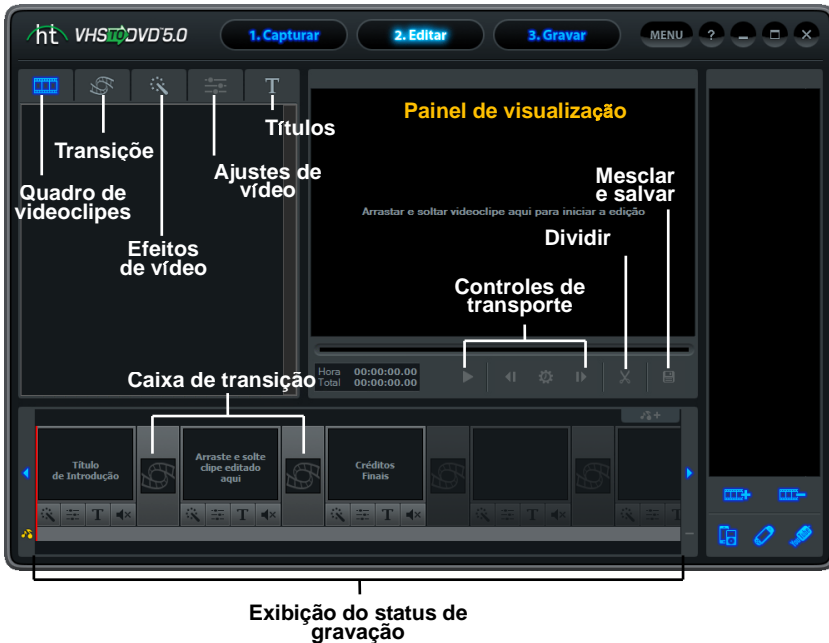 ht VHSTODVD 5.0
1. Capturar
2. Editar
3. Gravar
MENU
?
T
Títulos
Transiçõe
Ajustes de
vídeo
Quadro de
videoclipes
Efeitos
de vídeo
Painel de visualização
Arrastar e soltar videoclipe aqui para iniciar a edição
Mesclar
e salvar
Dividir
Controles de
transporte
Hora 00:00:00.00
Total 00:00:00.00
Caixa de transição
Título
de Introdução
Arraste e solte
clipe editado
aqui
Créditos
Finais
T
T
T
T
T
Exibição do status de
gravação